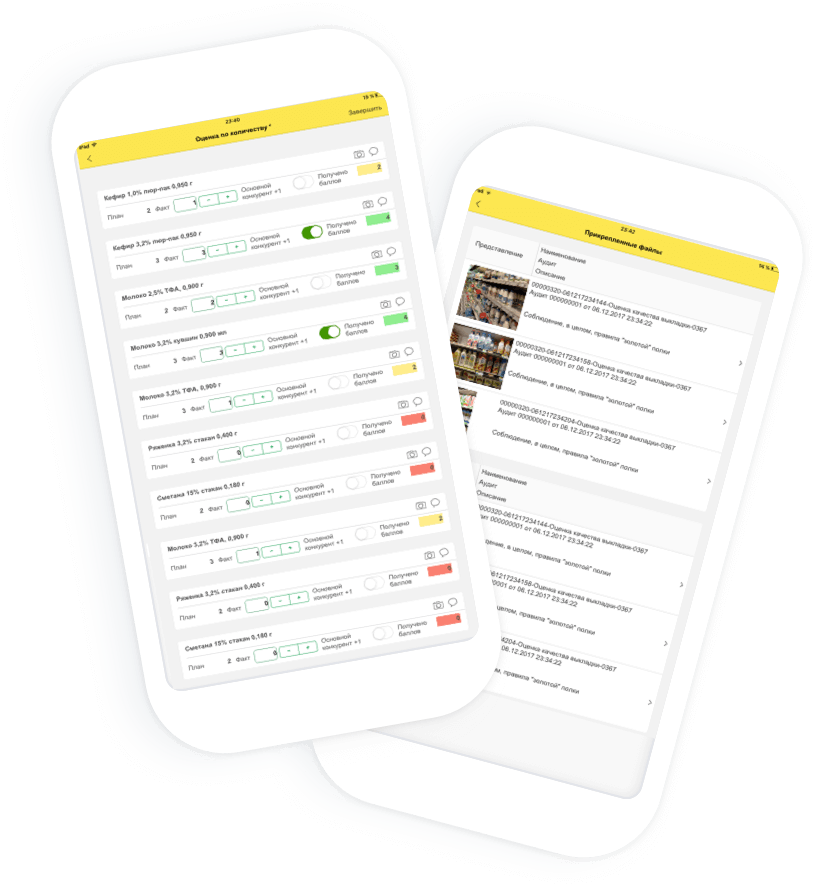 iPad
23:40
19 %
Оценка по количеству *
Завершить
Кефир 1,0% пюр-пак 0,950 г
План 2 Факт 1 - + Основной конкурент +1 Получено баллов 2
Кефир 3,2% пюр-пак 0,950 г
План 3 Факт 3 - + Основной конкурент +1 Получено баллов 4
Молоко 2,5% ТФА, 0,900 г
План 2 Факт 2 - + Основной конкурент +1 Получено баллов 3
Молоко 3,2% кувшин 0,900 мл
План 3 Факт 3 - + Основной конкурент +1 Получено баллов 4
Молоко 3,2% ТФА, 0,900 г
План 3 Факт 1 - + Основной конкурент +1 Получено баллов 2
Ряженка 3,2% стакан 0,400 г
План 2 Факт 0 - + Основной конкурент +1 Получено баллов 0
Сметана 15% стакан 0,180 г
План 2 Факт 0 - + Основной конкурент +1 Получено баллов 0
Молоко 3,2% ТФА, 0,900 г
План 3 Факт 1 - + Основной конкурент +1 Получено баллов 2
Ряженка 3,2% стакан 0,400 г
План 2 Факт 0 - + Основной конкурент +1 Получено баллов 0
Сметана 15% стакан 0,180 г
План 2 Факт 0 - + Основной конкурент +1 Получено баллов 0
23:42
Прикрепленные файлы
Представление
Наименование
Аудит
Описание
00000320-061217234144-Оценка качества выкладки-0367
Аудит 000000001 от 06.12.2017 23:34:22
Соблюдение, в целом, правила "золотой" полки
00000320-061217234158-Оценка качества выкладки-0367
Аудит 000000001 от 06.12.2017 23:34:22
Соблюдение, в целом, правила "золотой" полки
00000320-061217234204-Оценка качества выкладки-0367
Аудит 000000001 от 06.12.2017 23:34:22
Соблюдение, в целом, правила "золотой" полки
Наименование
Аудит
Описание
0000320-061217234144-Оценка качества выкладки-0367
000000001 от 06.12.2017 23:34:22
в целом, правила "золотой" полки
061217234158-Оценка качества выкладки-0367
от 06.12.2017 23:34:22
целом, правила "золотой" полки
4204-Оценка качества выкладки-0367
06.12.2017 23:34:22
правила "золотой" полки